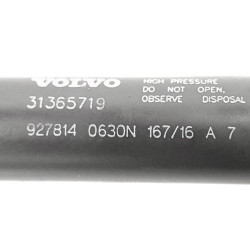 VOLVO
HIGH PRESSURE
DO NOT OPEN.
OBSERVE DISPOSAL
31365719
927814 0630N 167/16 A 7